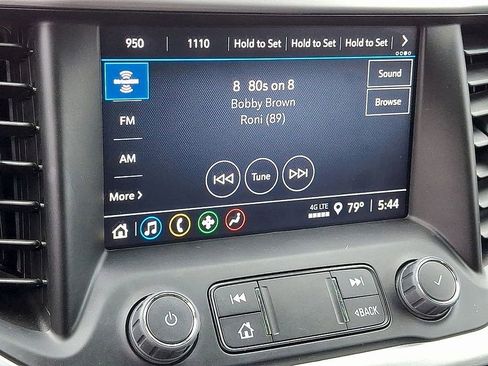 950 1110 Hold to Set Hold to Set Hold to Set
8 80s on 8
Sound
Bobby Brown
Browse
Roni (89)
FM
AM
Tune
More
4G LTE
79° 5:44
BACK